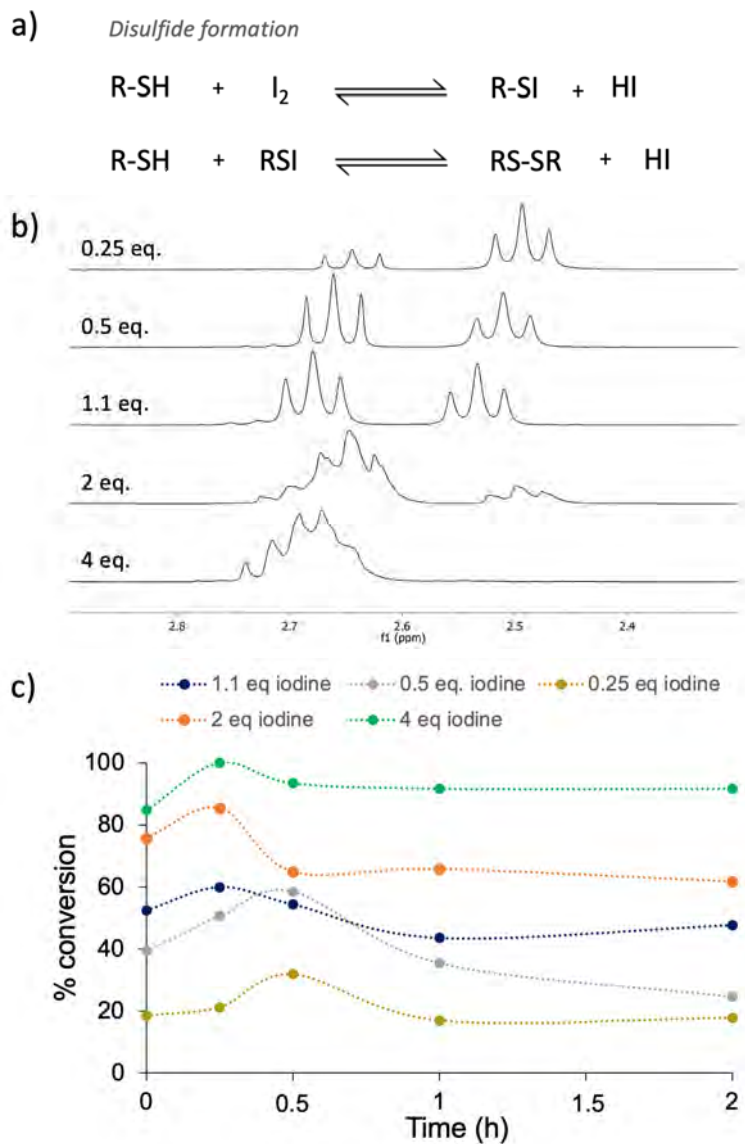 a) Disulfide formation
R-SH + I₂ ⇌ R-SI + HI
R-SH + RSI ⇌ RS-SR + HI
b)
0.25 eq.
0.5 eq.
1.1 eq.
2 eq.
4 eq.
2.8 2.7 2.6 2.5 2.4
f1 (ppm)
c)
1.1 eq iodine 0.5 eq. iodine 0.25 eq iodine
2 eq iodine 4 eq iodine
100
80
60
40
20
0
% conversion
0 0.5 1 1.5 2
Time (h)